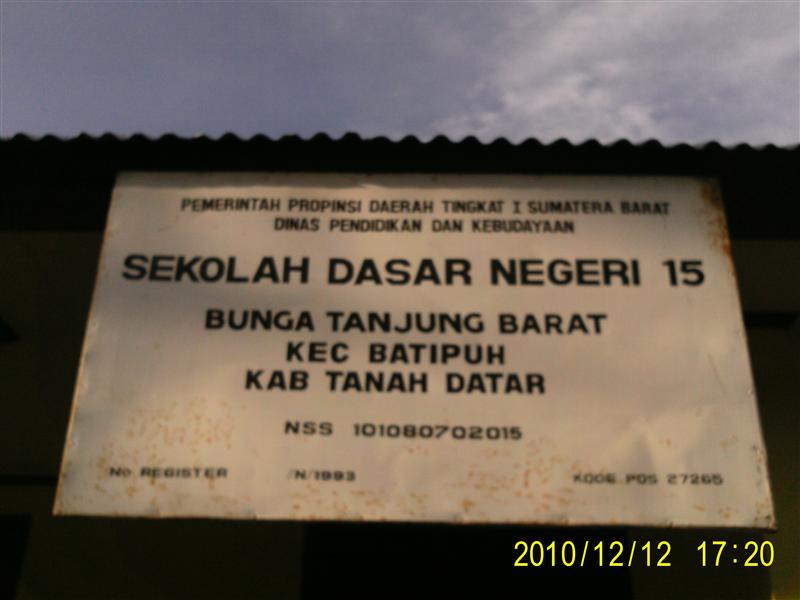 PEMERINTAH PROPINSI DAERAH TINGKAT I SUMATERA BARAT
DINAS PENDIDIKAN DAN KEBUDAYAAN
SEKOLAH DASAR NEGERI 15
BUNGA TANJUNG BARAT
KEC BATIPUH
KAB TANAH DATAR
NSS 101080702015
No REGISTER /N/1993 KODE POS 27265
2010/12/12 17:20